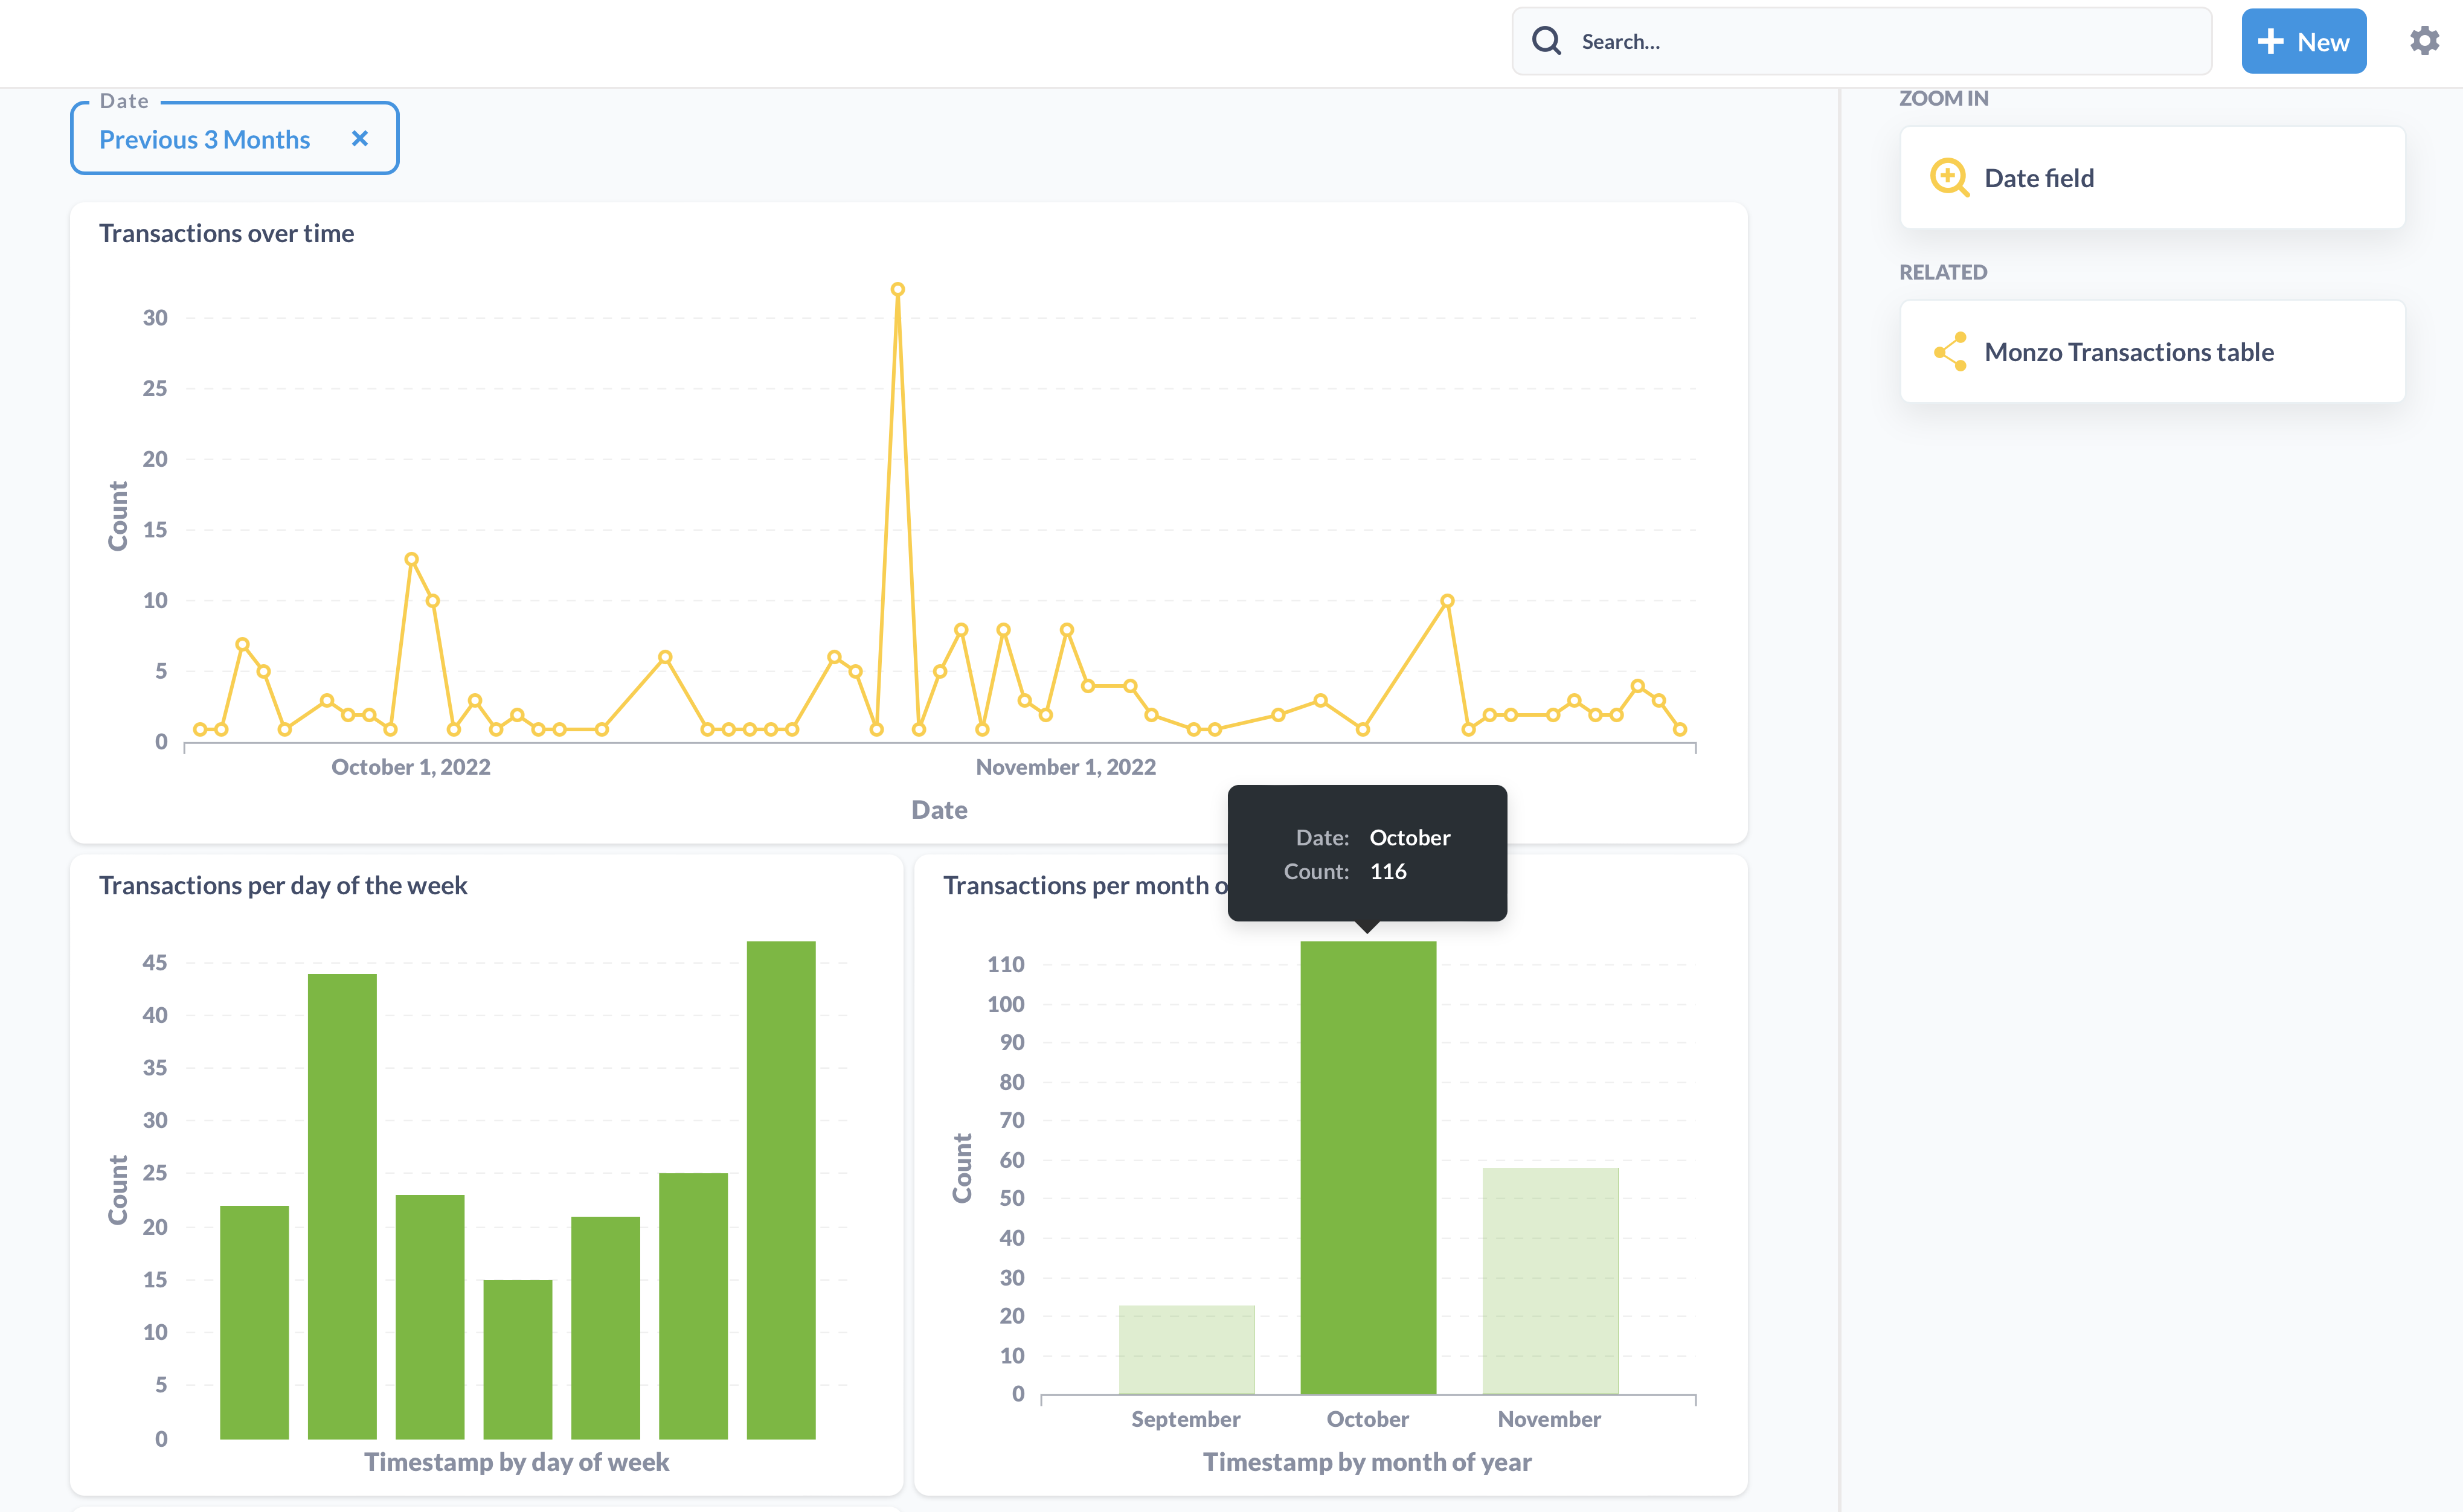 Search...
New
Date
Previous 3 Months
ZOOM IN
Date field
RELATED
Monzo Transactions table
Transactions over time
30
25
20
15
10
5
0
Count
October 1, 2022
November 1, 2022
Date
Date: October
Count: 116
Transactions per day of the week
45
40
35
30
25
20
15
10
5
0
Count
Timestamp by day of week
Transactions per month
110
100
90
80
70
60
50
40
30
20
10
0
Count
September
October
November
Timestamp by month of year